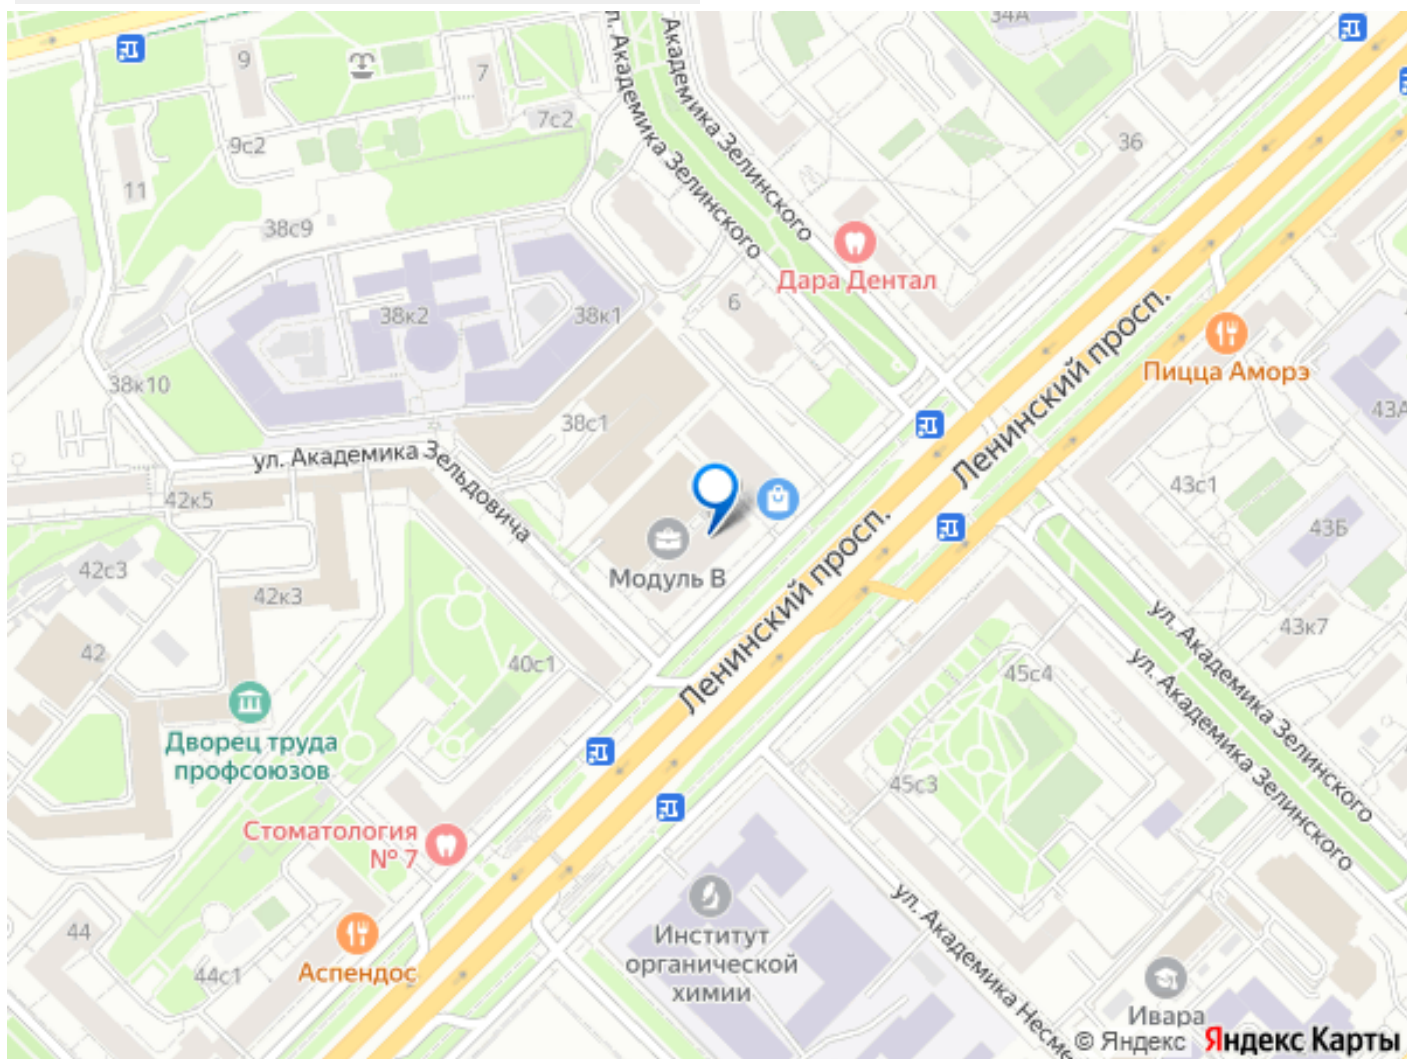 34А
9
7
7с2
9с2
11
36
38с9
ул. Академика Зелинского
Академика Зелинского
Дара Дентал
6
38к2
38к1
38к10
38с1
Ленинский просп.
Пицца Аморэ
43А
ул. Академика Зельдовича
42к5
43с1
43Б
Модуль В
Ленинский просп.
42с3
42к3
42
40с1
43к7
ул. Академика Зелинского
ул. Академика Зелинского
45с4
45с3
Дворец труда
профсоюзов
Стоматология
№ 7
ул. Академика Несме
44
44с1
Аспендос
Институт
органической
химии
Ивара
© Яндекс Яндекс Карты